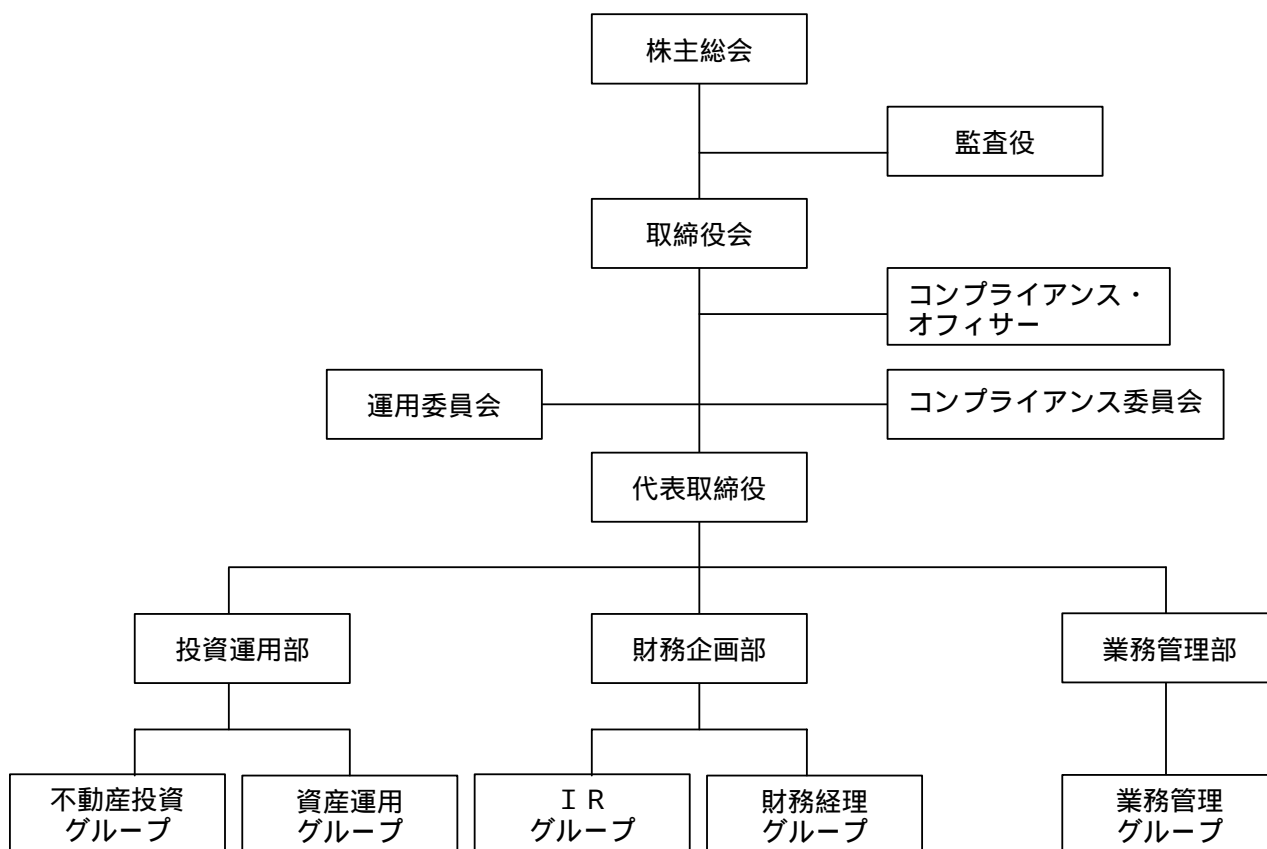 株主総会
監査役
取締役会
コンプライアンス・
オフィサー
運用委員会
コンプライアンス委員会
代表取締役
投資運用部
財務企画部
業務管理部
不動産投資
グループ
資産運用
グループ
ＩＲ
グループ
財務経理
グループ
業務管理
グループ